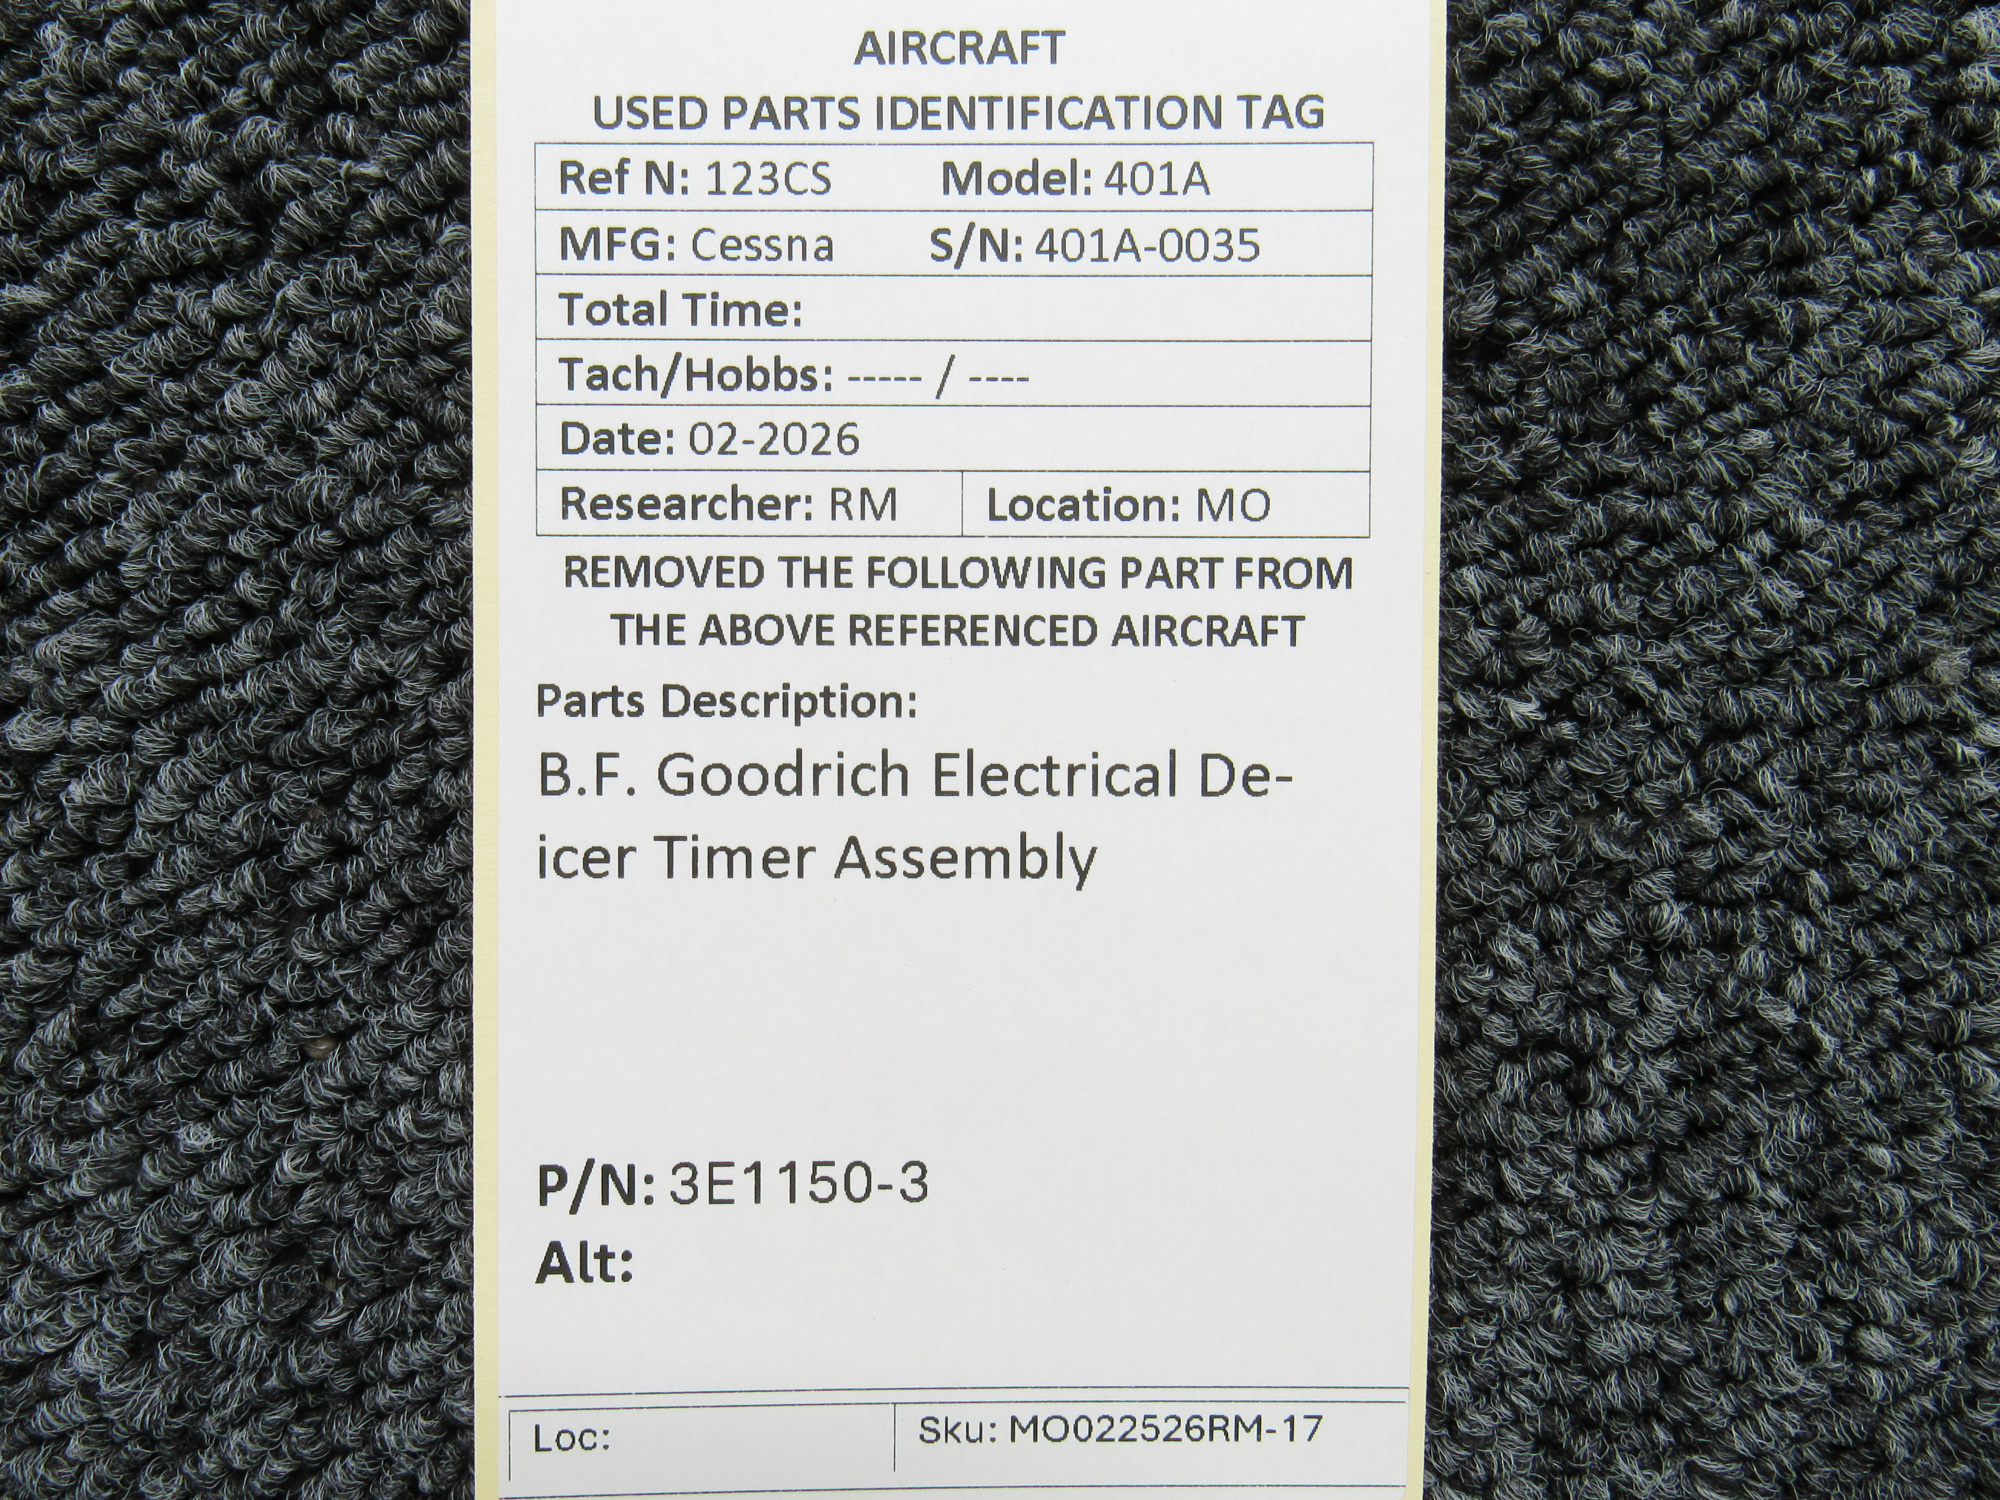 AIRCRAFT
USED PARTS IDENTIFICATION TAG
Ref N: 123CS Model: 401A
MFG: Cessna S/N: 401A-0035
Total Time:
Tach/Hobbs: ----- / ----
Date: 02-2026
Researcher: RM Location: MO
REMOVED THE FOLLOWING PART FROM
THE ABOVE REFERENCED AIRCRAFT
Parts Description:
B.F. Goodrich Electrical De-
icer Timer Assembly
P/N: 3E1150-3
Alt:
Loc: Sku: MO022526RM-17